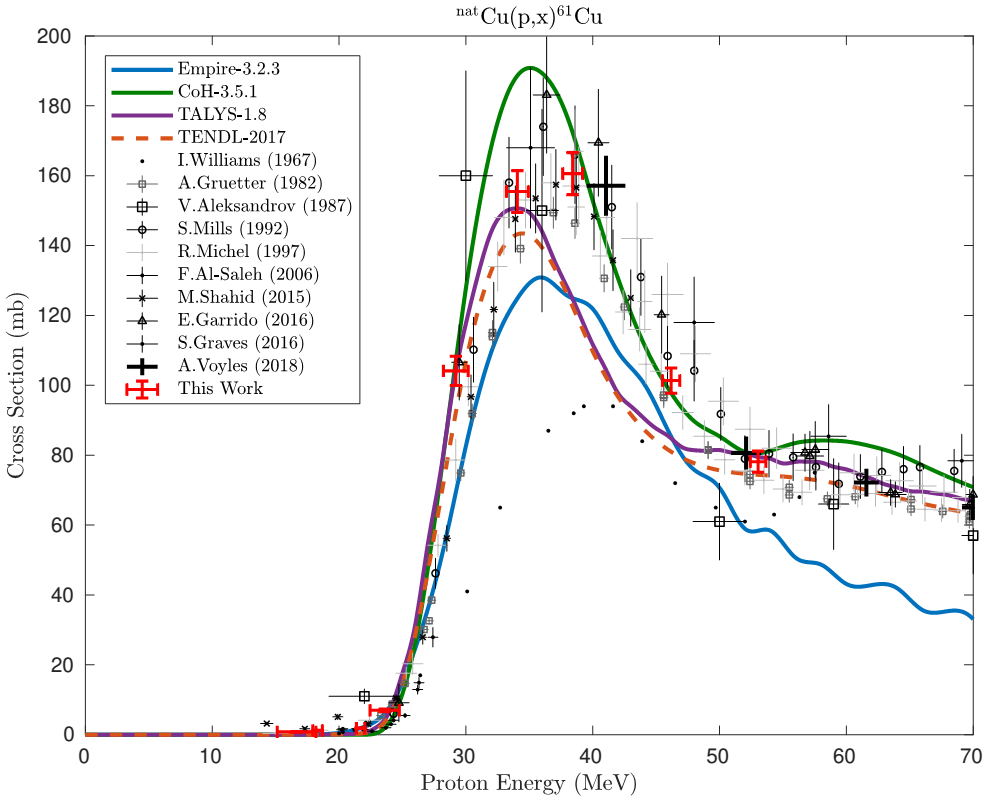 natCu(p,x)61Cu
200
180
160
140
120
100
80
60
40
20
0
Cross Section (mb)
Empire-3.2.3
CoH-3.5.1
TALYS-1.8
TENDL-2017
I.Williams (1967)
A.Gruetter (1982)
V.Aleksandrov (1987)
S.Mills (1992)
R.Michel (1997)
F.Al-Saleh (2006)
M.Shahid (2015)
E.Garrido (2016)
S.Graves (2016)
A.Voyles (2018)
This Work
0 10 20 30 40 50 60 70
Proton Energy (MeV)